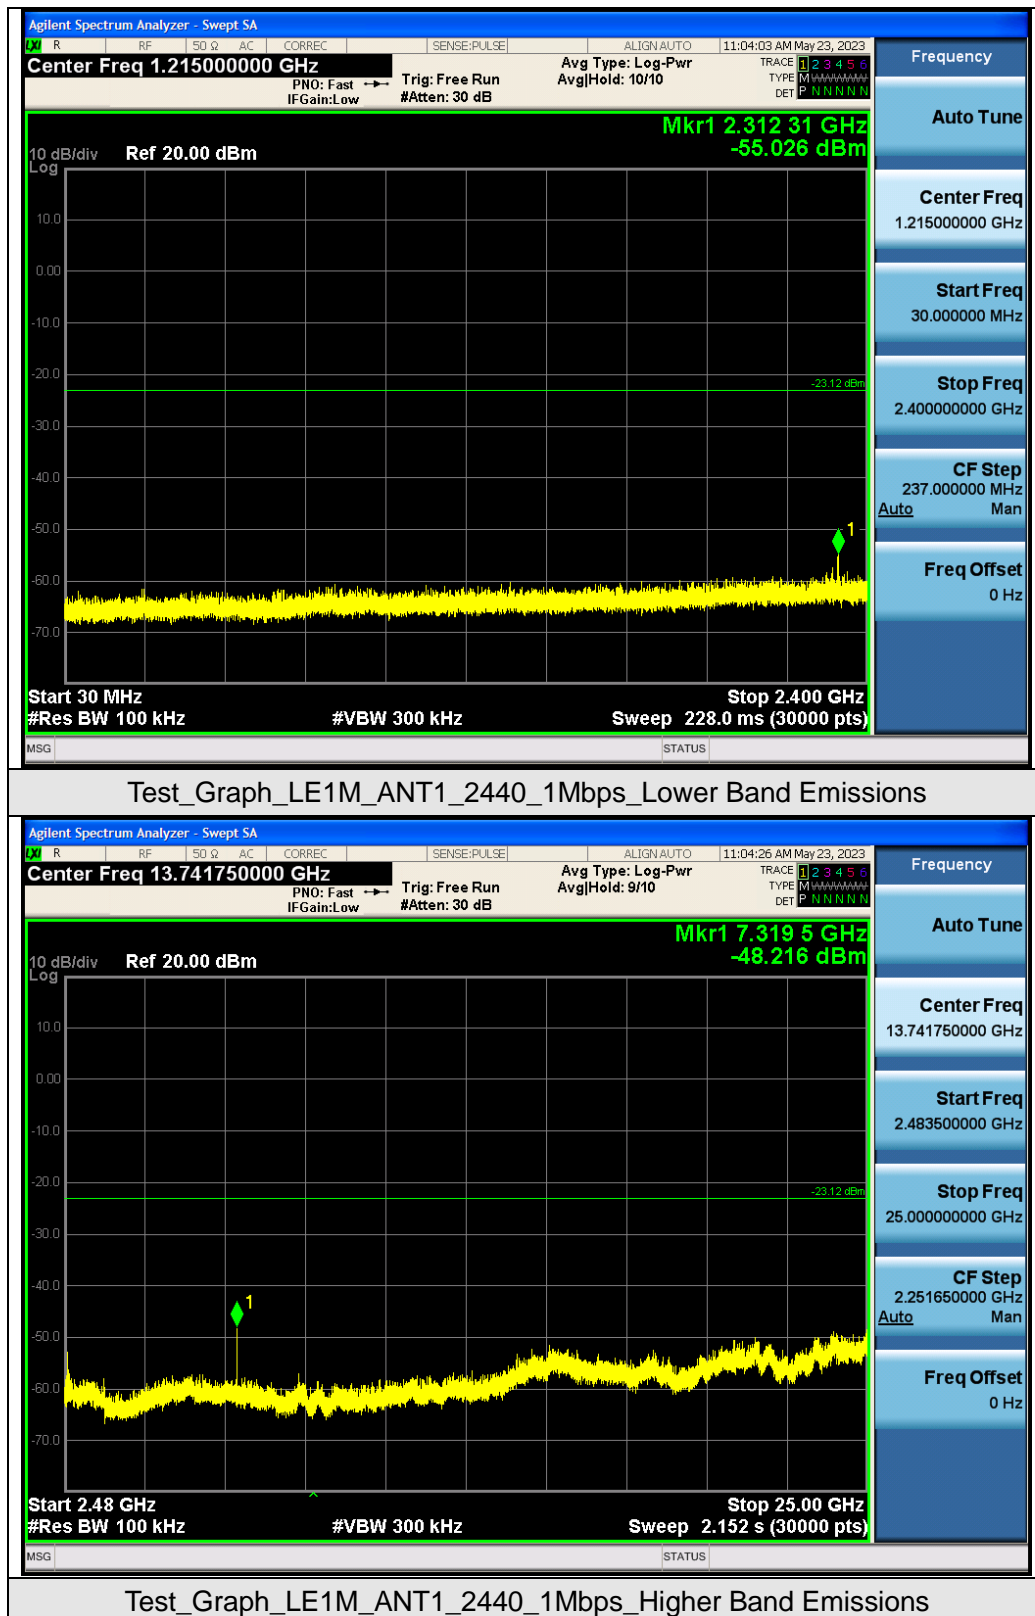 Agilent Spectrum Analyzer - Swept SA
LXI R RF 50 Ω AC CORREC SENSE:PULSE ALIGN AUTO 11:04:03 AM May 23, 2023
Center Freq 1.215000000 GHz
PNO: Fast
IFGain:Low
Trig: Free Run
#Atten: 30 dB
Avg Type: Log-Pwr
Avg|Hold: 10/10
TRACE 1 2 3 4 5 6
TYPE M WWWWW
DET P N N N N N
Mkr1 2.312 31 GHz
-55.026 dBm
10 dB/div Ref 20.00 dBm
Log
10.0
0.00
-10.0
-20.0
-23.12 dBm
-30.0
-40.0
-50.0
1
-60.0
-70.0
Start 30 MHz Stop 2.400 GHz
#Res BW 100 kHz #VBW 300 kHz Sweep 228.0 ms (30000 pts)
MSG STATUS
Frequency
Auto Tune
Center Freq
1.215000000 GHz
Start Freq
30.000000 MHz
Stop Freq
2.400000000 GHz
CF Step
237.000000 MHz
Auto Man
Freq Offset
0 Hz
Test_Graph_LE1M_ANT1_2440_1Mbps_Lower Band Emissions
Agilent Spectrum Analyzer - Swept SA
LXI R RF 50 Ω AC CORREC SENSE:PULSE ALIGN AUTO 11:04:26 AM May 23, 2023
Center Freq 13.741750000 GHz
PNO: Fast
IFGain:Low
Trig: Free Run
#Atten: 30 dB
Avg Type: Log-Pwr
Avg|Hold: 9/10
TRACE 1 2 3 4 5 6
TYPE M WWWWW
DET P N N N N N
Mkr1 7.319 5 GHz
-48.216 dBm
10 dB/div Ref 20.00 dBm
Log
10.0
0.00
-10.0
-20.0
-23.12 dBm
-30.0
-40.0
1
-50.0
-60.0
-70.0
Start 2.48 GHz Stop 25.00 GHz
#Res BW 100 kHz #VBW 300 kHz Sweep 2.152 s (30000 pts)
MSG STATUS
Frequency
Auto Tune
Center Freq
13.741750000 GHz
Start Freq
2.483500000 GHz
Stop Freq
25.000000000 GHz
CF Step
2.251650000 GHz
Auto Man
Freq Offset
0 Hz
Test_Graph_LE1M_ANT1_2440_1Mbps_Higher Band Emissions